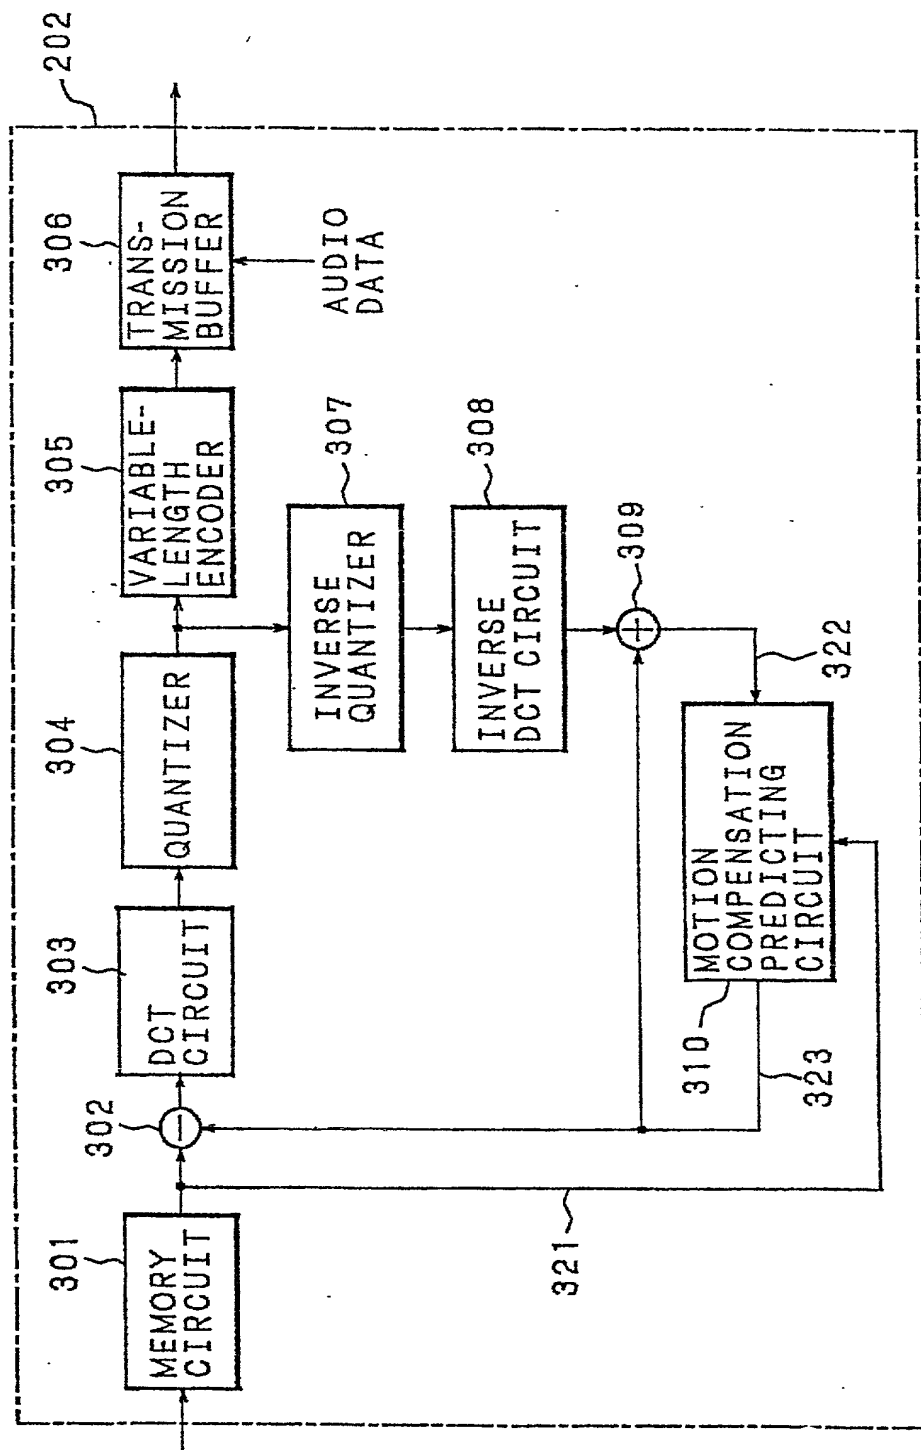 202
301
MEMORY
CIRCUIT
302
303
DCT
CIRCUIT
304
QUANTIZER
305
VARIABLE-
LENGTH
ENCODER
306
TRANS-
MISSION
BUFFER
AUDIO
DATA
INVERSE
QUANTIZER
307
INVERSE
DCT CIRCUIT
308
309
322
310
MOTION
COMPENSATION
PREDICTING
CIRCUIT
323
321